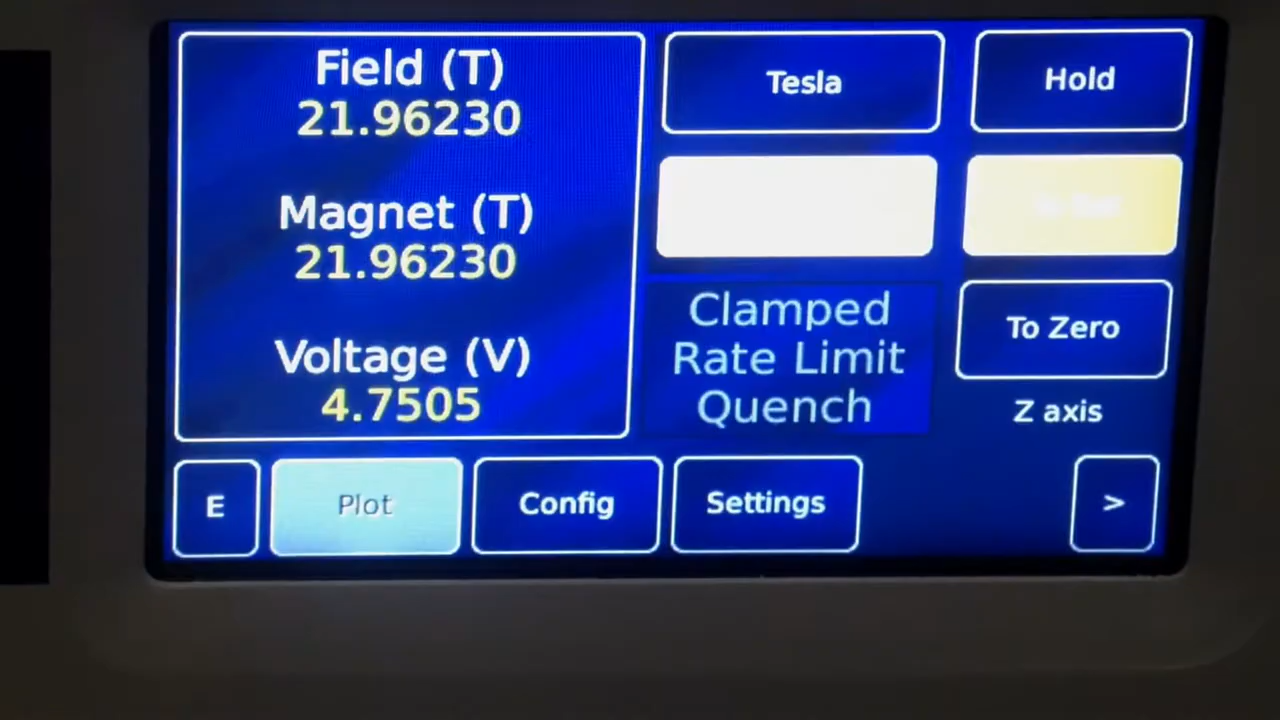 Field (T)
21.96230
Magnet (T)
21.96230
Voltage (V)
4.7505
Tesla
Hold
Clamped
Rate Limit
Quench
To Zero
Z axis
E
Plot
Config
Settings
>